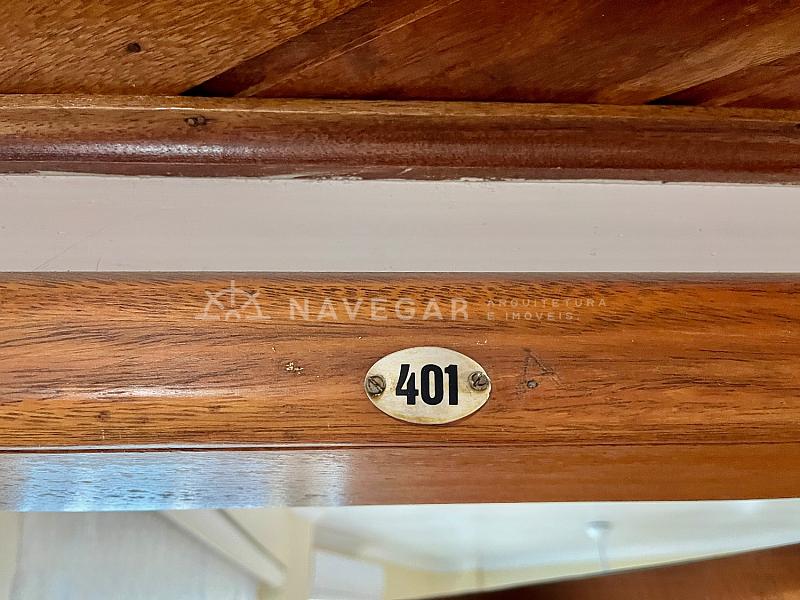 NAVEGAR
ARQUITETURA
E IMÓVEIS.
401